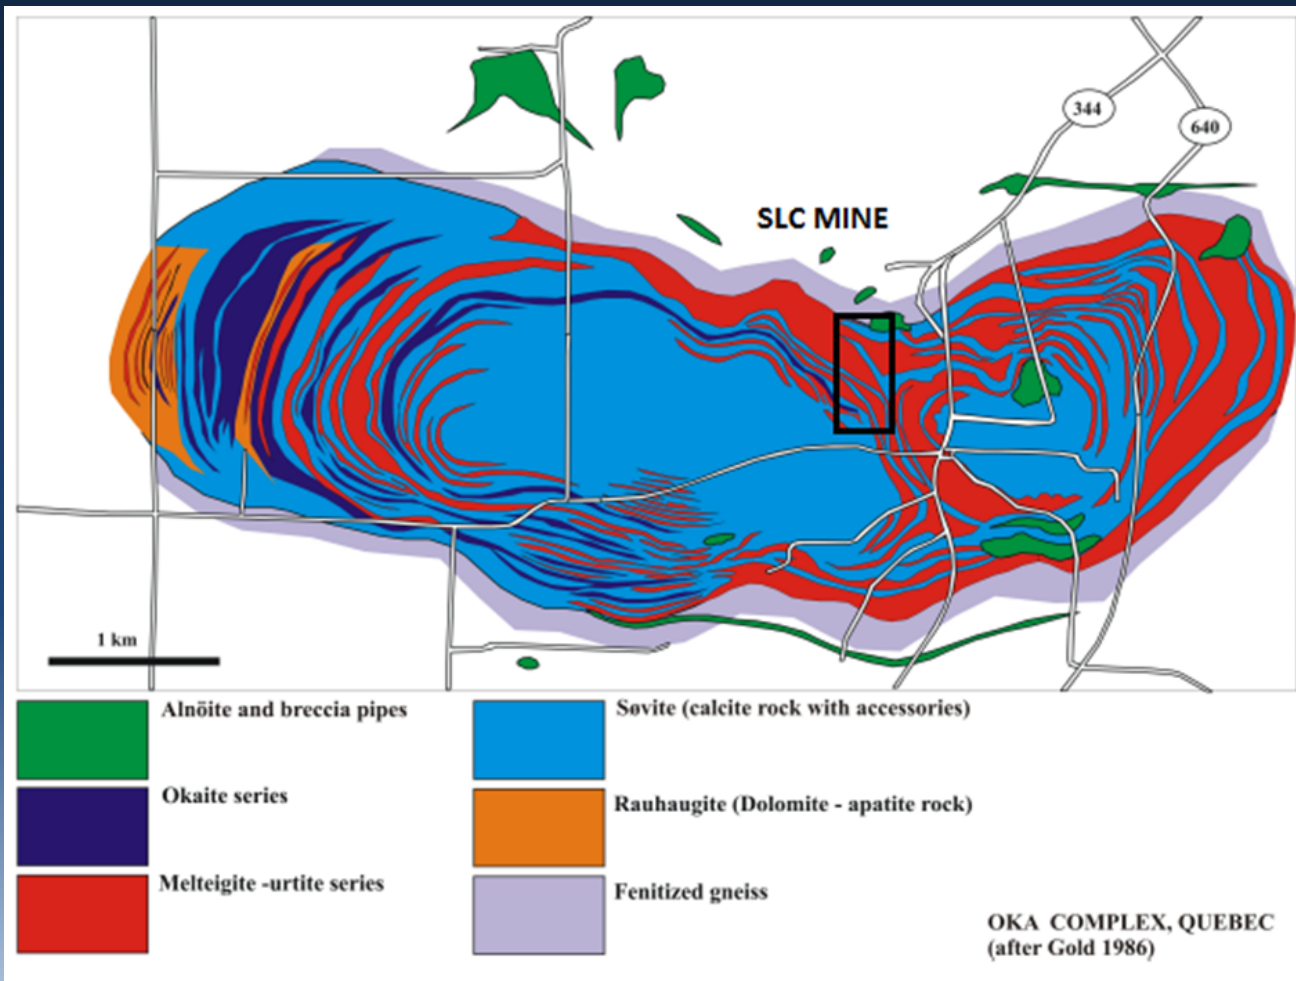 344
640
SLC MINE
1 km
Alnöite and breccia pipes
Søvite (calcite rock with accessories)
Okaite series
Rauhaugite (Dolomite - apatite rock)
Melteigite -urtite series
Fenitized gneiss
OKA COMPLEX, QUEBEC
(after Gold 1986)